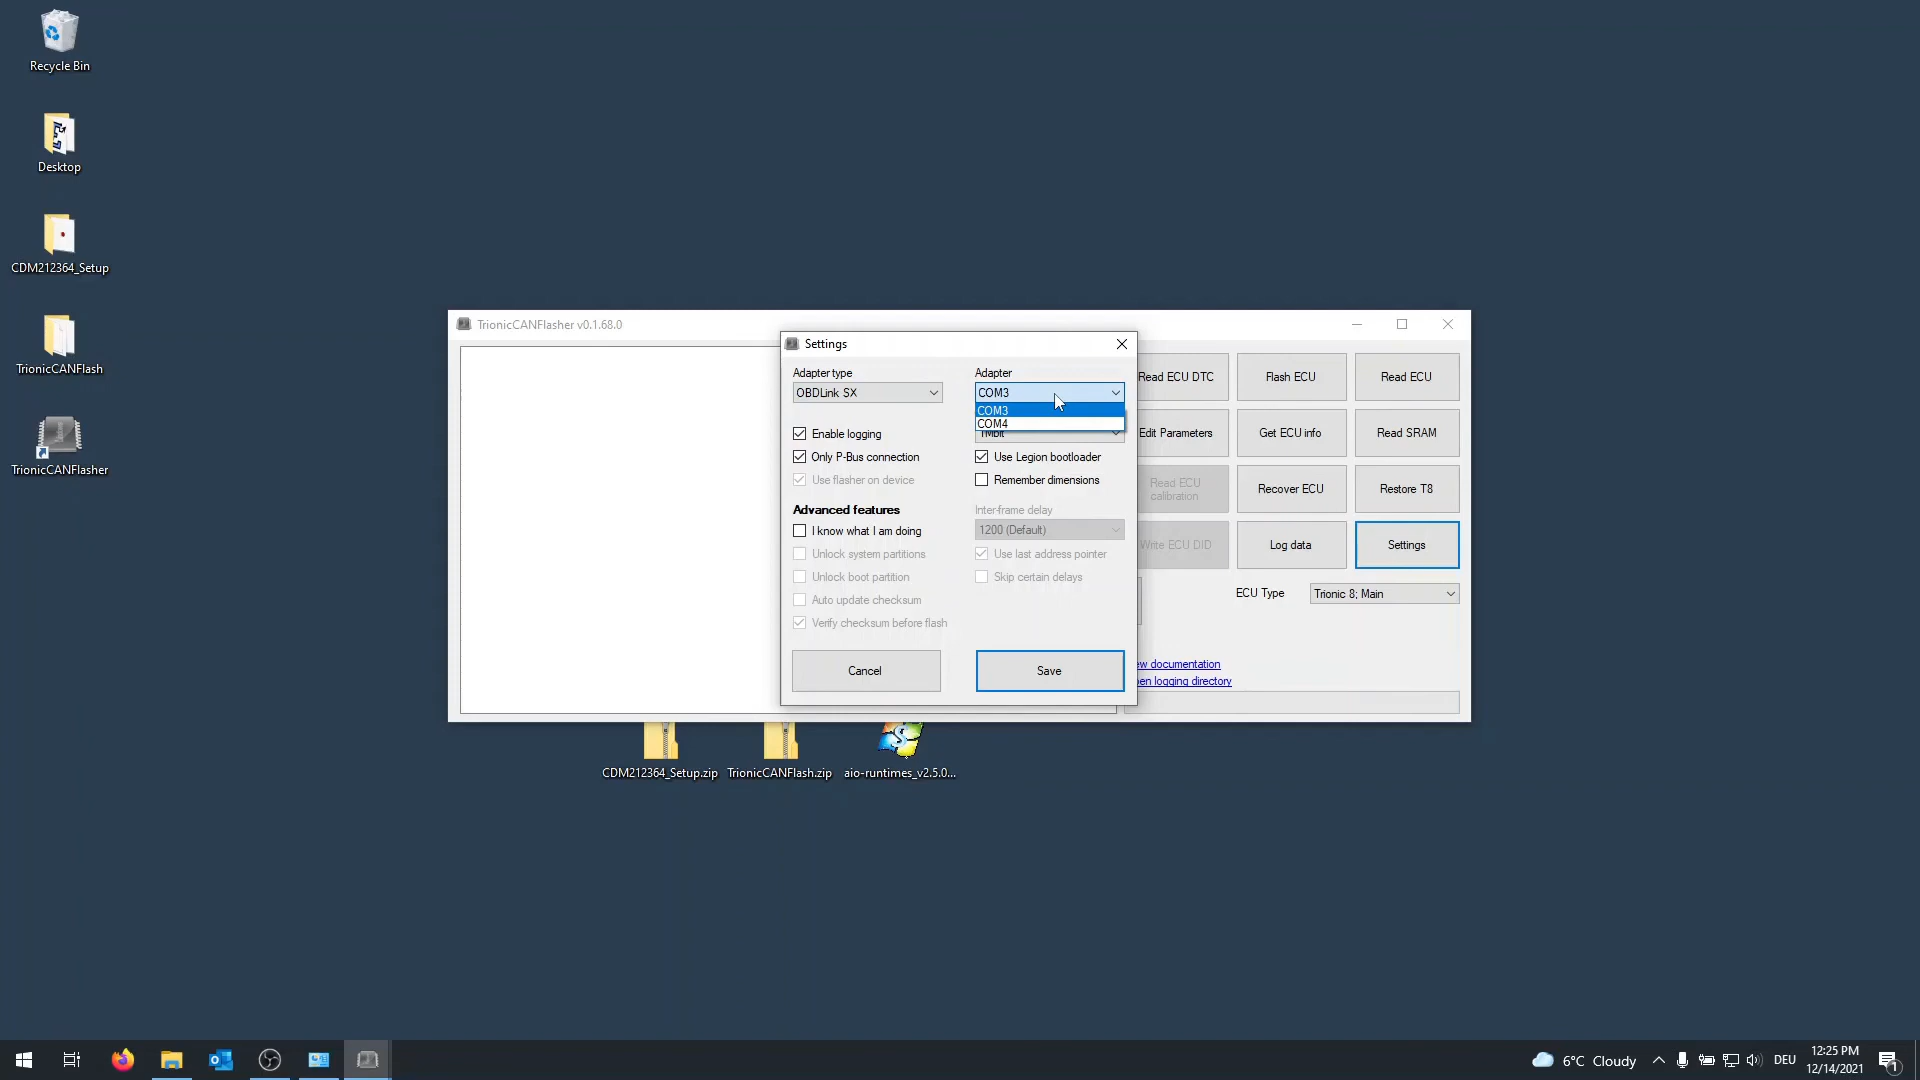 Recycle Bin
Desktop
CDM212364_Setup
TrionicCANFlash
TrionicCANFlasher
TrionicCANFlasher v0.1.68.0
Settings
Adapter type
Adapter
OBDLink SX
COM3
COM3
COM4
1Mbit
Enable logging
Only P-Bus connection
Use Legion bootloader
Use flasher on device
Remember dimensions
Advanced features
Inter-frame delay
I know what I am doing
1200 (Default)
Unlock system partitions
Use last address pointer
Unlock boot partition
Skip certain delays
Auto update checksum
Verify checksum before flash
Cancel
Save
Read ECU DTC
Flash ECU
Read ECU
Edit Parameters
Get ECU info
Read SRAM
Read ECU
calibration
Recover ECU
Restore T8
Write ECU DID
Log data
Settings
ECU Type
Trionic 8; Main
ew documentation
pen logging directory
CDM212364_Setup.zip
TrionicCANFlash.zip
aio-runtimes_v2.5.0...
6°C Cloudy
DEU
12:25 PM
12/14/2021
1